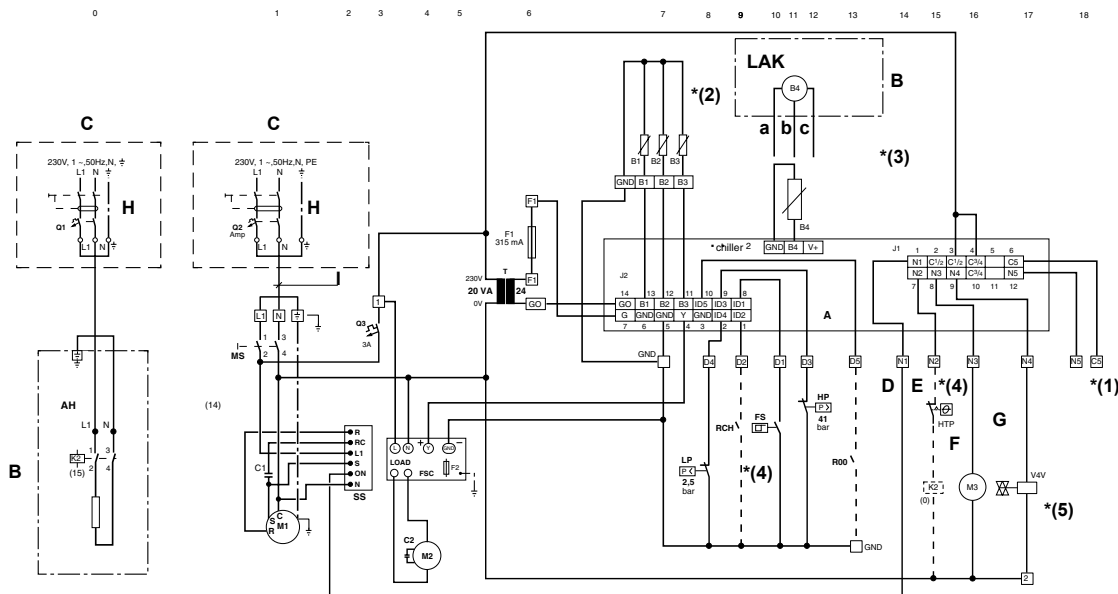 0 1 2 3 4 5 6 7 8 9 10 11 12 13 14 15 16 17 18
C
230V, 1 ~,50Hz,N,
L1 N
H
Q1
L1 N
C
230V, 1 ~,50Hz,N, PE
L1 N
H
Q2
Amp
L1 N
LAK
B4
B
a b c
*(2)
*(3)
B1 B2 B3
GND B1 B2 B3
B4
F1
F1
315 mA
F1
230V
T
20 VA
24
0V
GO
* chiller 2
GND B4 V+
J2
14 13 12 11 10 9 8
GO B1 B2 B3 ID5 ID3 ID1
G GND GND Y GND ID4 ID2
7 6 5 4 3 2 1
A
J1
1 2 3 4 5 6
N1 C1/2 C1/2 C3/4 C5
N2 N3 N4 C3/4 N5
7 8 9 10 11 12
L1 N
MS
1 3
2 4
1
Q3
3A
GND
D4 D2 D1 D3 D5 N1 N2 N3 N4 N5 C5
D E *(4) *(1)
HTP
F G
B
AH
L1 N
K2
(15)
1 3
2 4
(14)
C1
R
RC
L1
S
ON
N
SS
C
S
R
M1
L N + Y GND –
LOAD
FSC
F2
C2
M2
LP
P
2,5
bar
RCH
*(4)
FS
HP
P
41
bar
R00
K2
(0)
M3
V4V
*(5)
GND
2